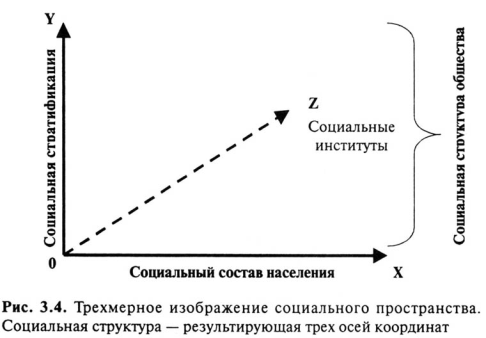 Y
Социальная стратификация
Z
Социальные
институты
Социальная структура общества
0
Социальный состав населения
X
Рис. 3.4. Трехмерное изображение социального пространства.
Социальная структура — результирующая трех осей координат